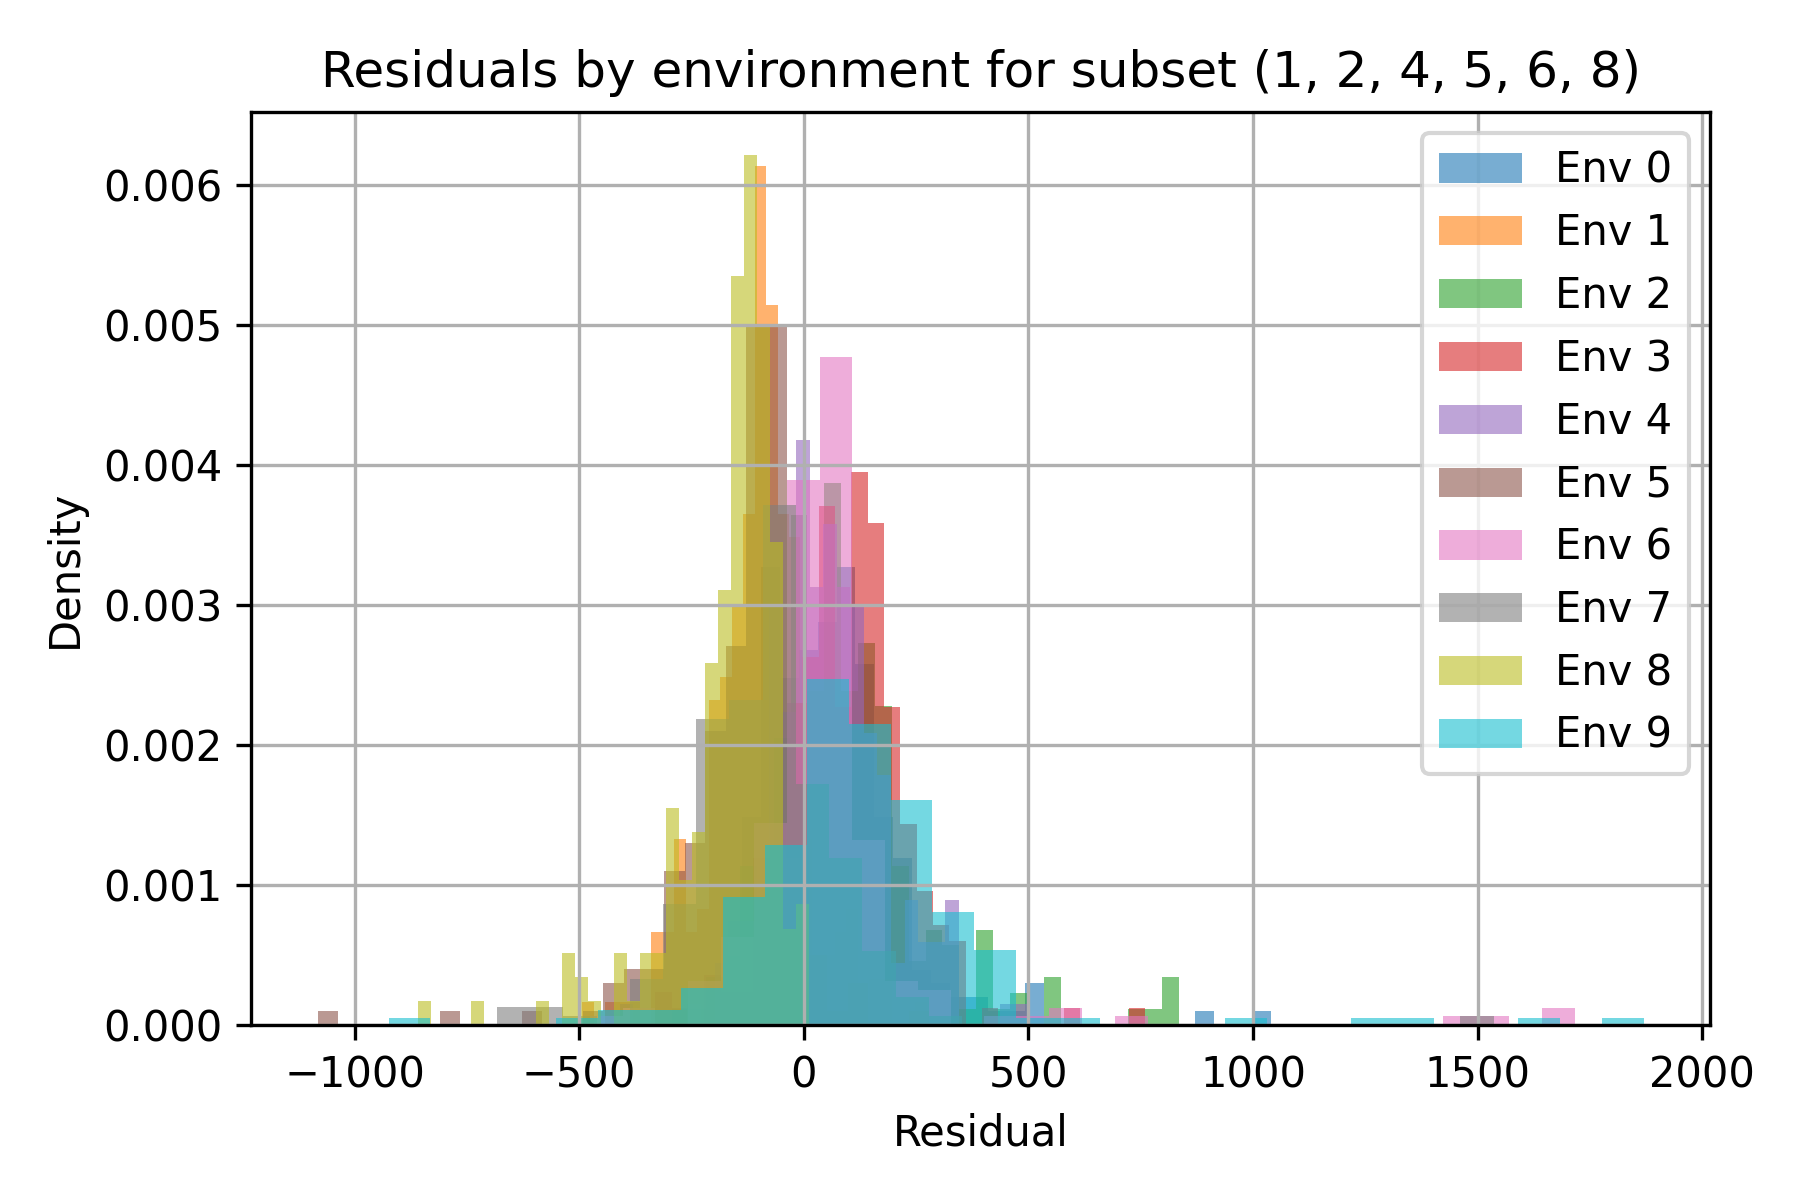 Residuals by environment for subset (1, 2, 4, 5, 6, 8)
Density
0.006
0.005
0.004
0.003
0.002
0.001
0.000
−1000
−500
0
500
1000
1500
2000
Residual
Env 0
Env 1
Env 2
Env 3
Env 4
Env 5
Env 6
Env 7
Env 8
Env 9